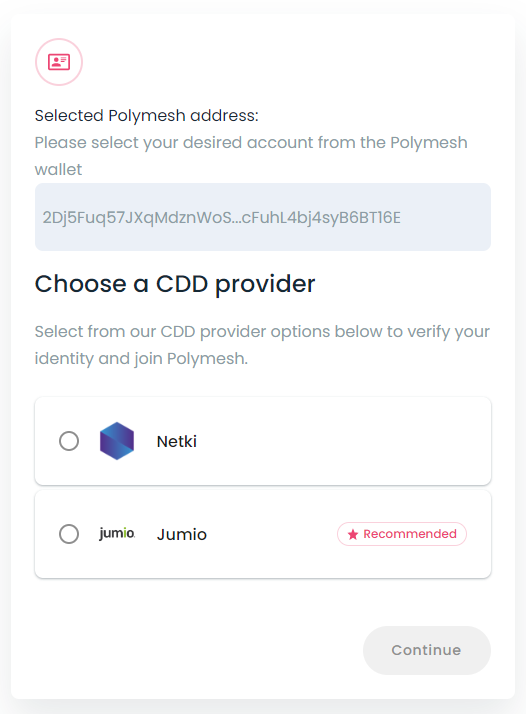 Selected Polymesh address:
Please select your desired account from the Polymesh
wallet
2Dj5Fuq57JXqMdznWoS...cFuhL4bj4syB6BT16E
Choose a CDD provider
Select from our CDD provider options below to verify your
identity and join Polymesh.
Netki
jumio. Jumio Recommended
Continue